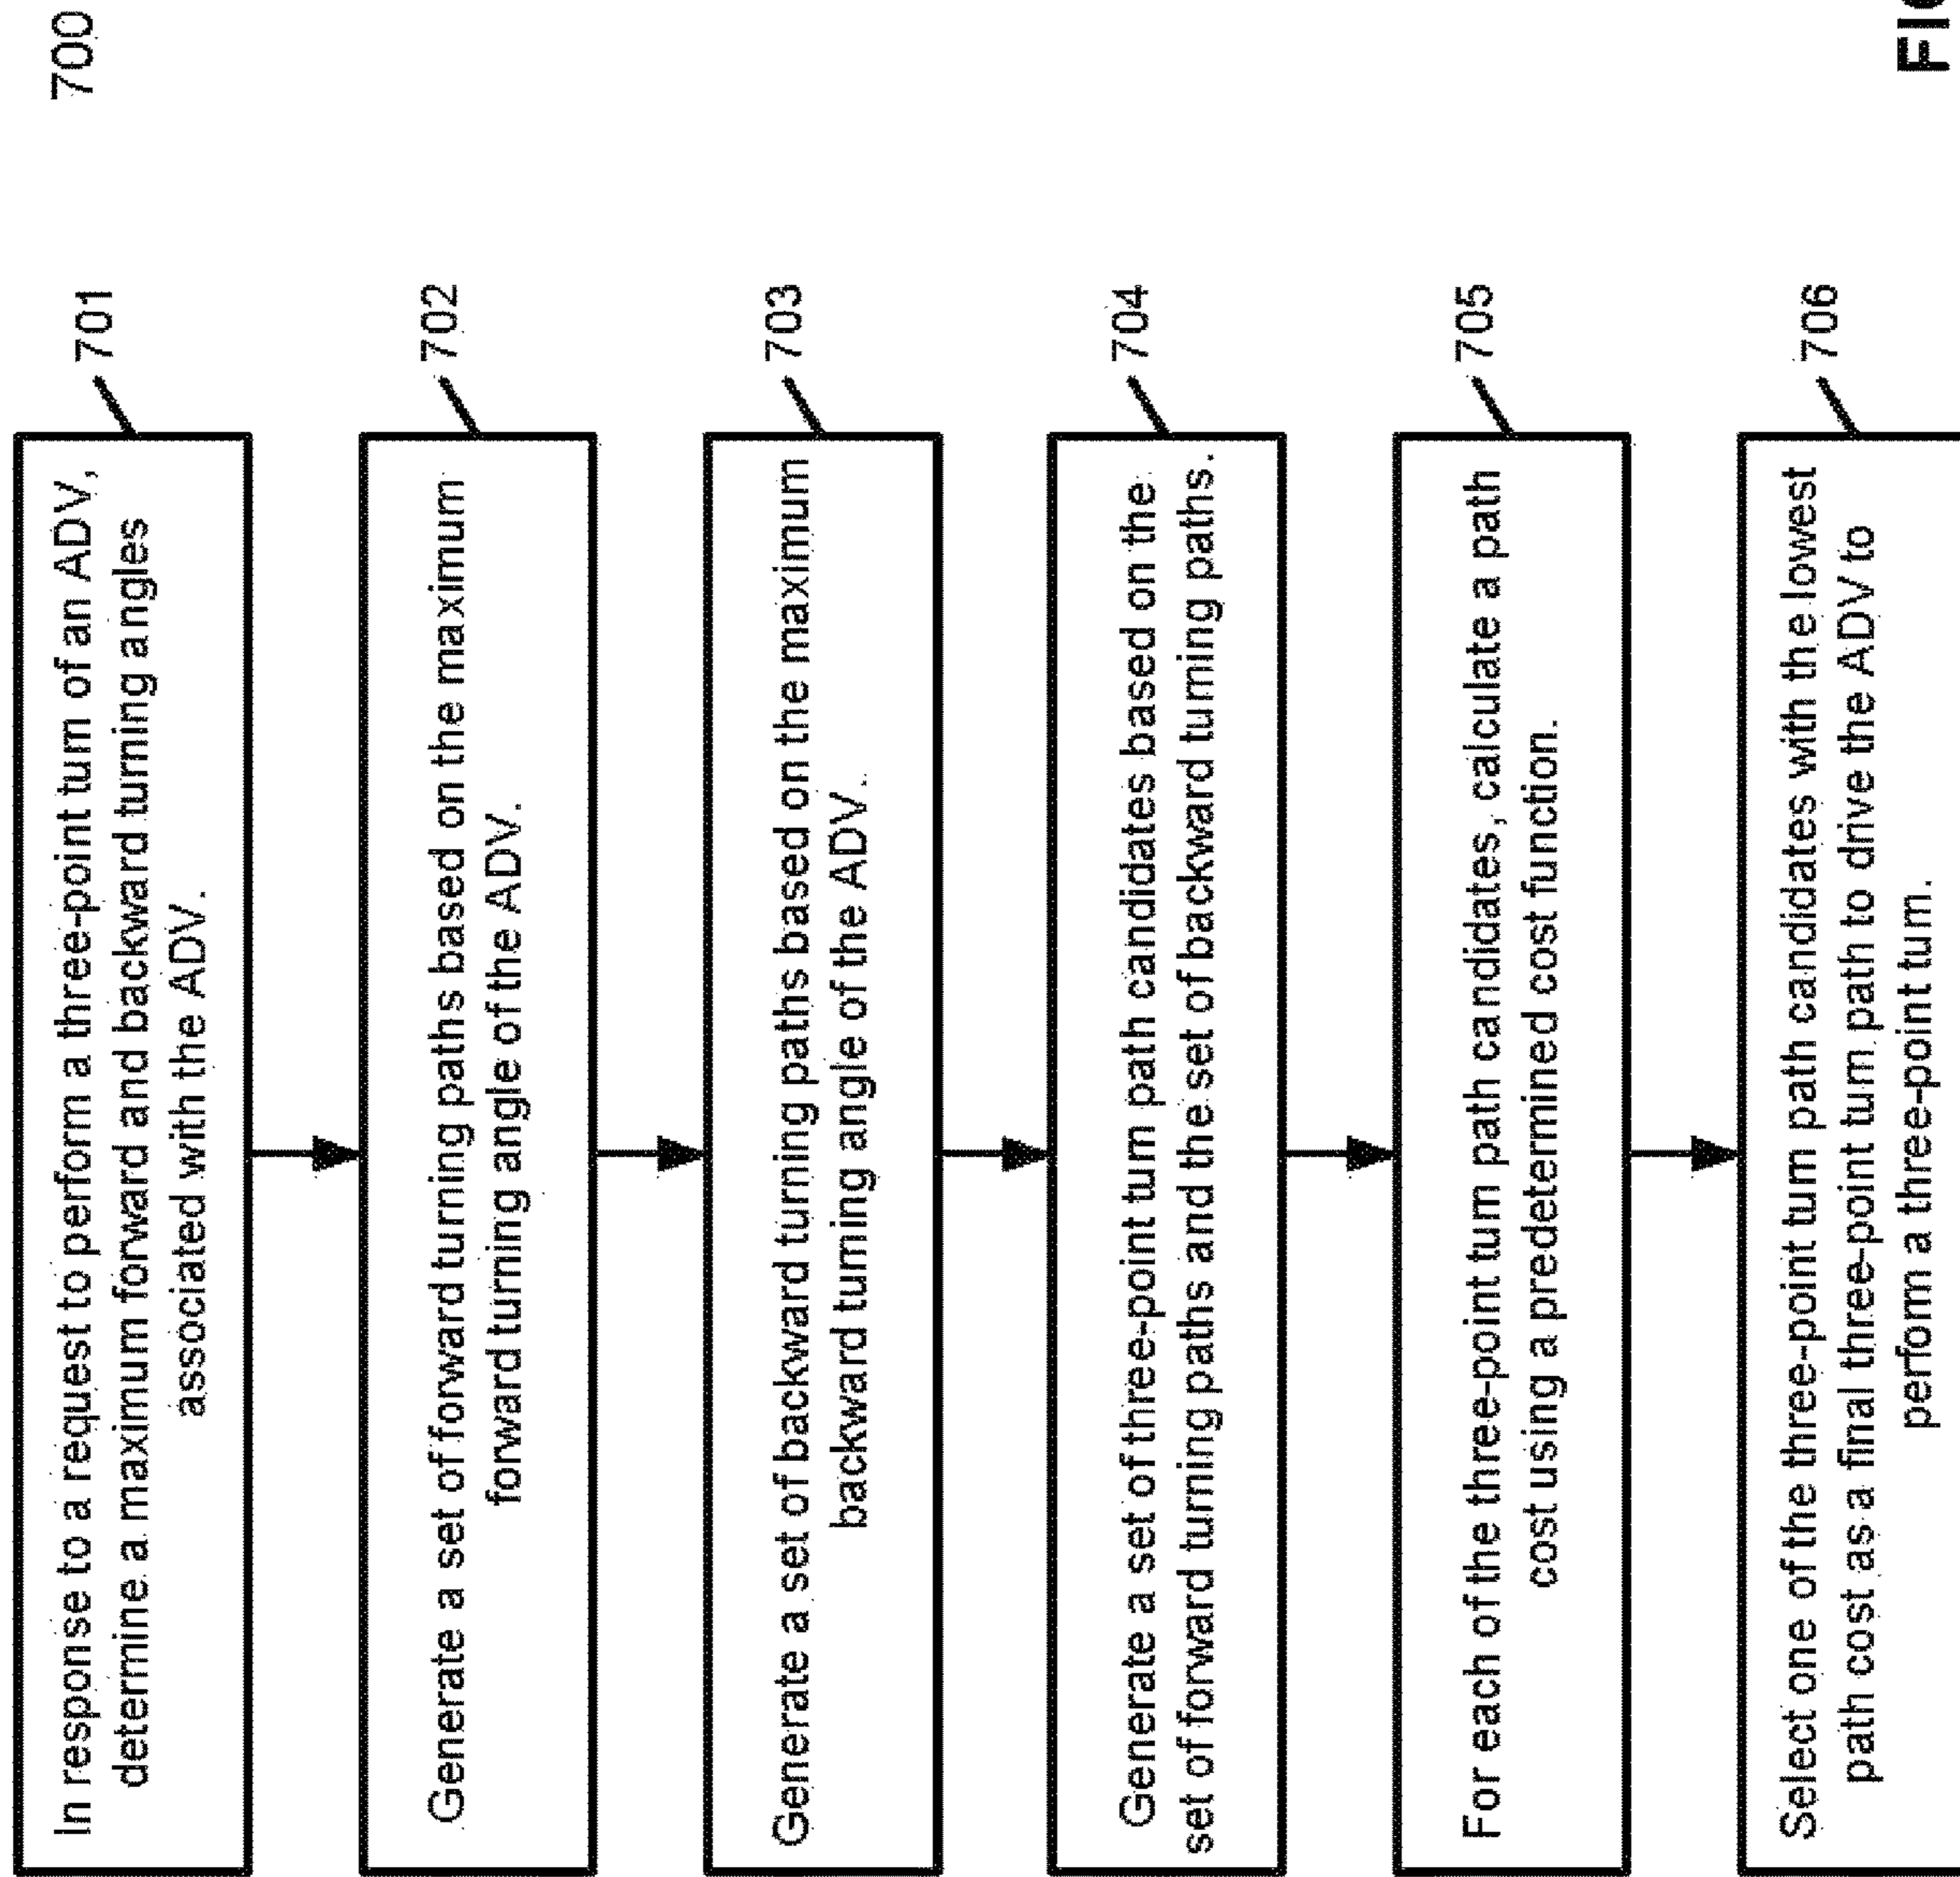 700
In response to a request to perform a three-point turn of an ADV,
determine a maximum forward and backward turning angles
associated with the ADV.
701
Generate a set of forward turning paths based on the maximum
forward turning angle of the ADV.
702
Generate a set of backward turning paths based on the maximum
backward turning angle of the ADV.
703
Generate a set of three-point turn path candidates based on the
set of forward turning paths and the set of backward turning paths.
704
For each of the three-point turn path candidates, calculate a path
cost using a predetermined cost function.
705
Select one of the three-point turn path candidates with the lowest
path cost as a final three-point turn path to drive the ADV to
perform a three-point turn.
706